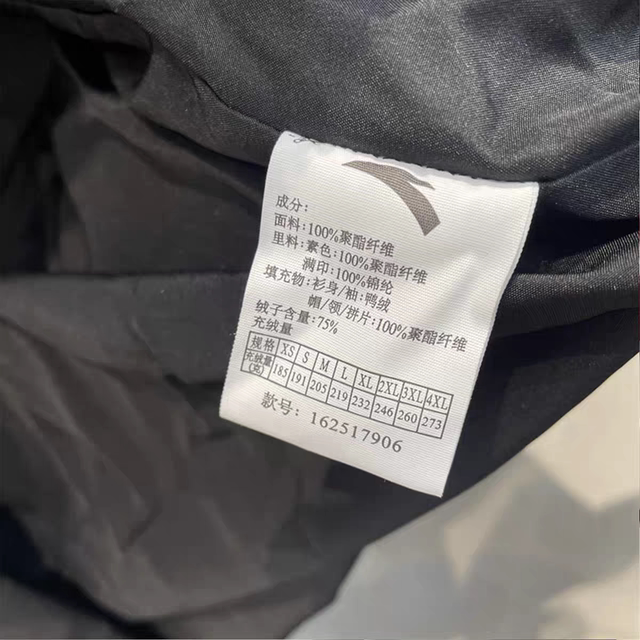 成分:
面料:100%聚酯纤维
里料:素色:100%聚酯纤维
满印:100%锦纶
填充物:衫身/袖:鸭绒
帽/领/拼片:100%聚酯纤维
绒子含量:75%
充绒量
规格 XS S M L XL 2XL 3XL 4XL
充绒量(克) 185 191 205 219 232 246 260 273
款号: 162517906